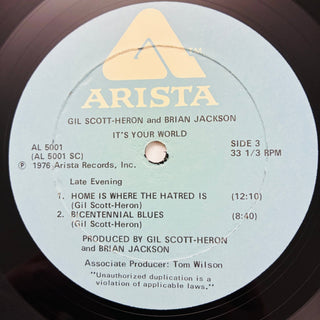 TM
ARISTA
GIL SCOTT-HERON and BRIAN JACKSON
IT'S YOUR WORLD
AL 5001
(AL 5001 SC)
Ⓟ 1976 Arista Records, Inc.
SIDE 3
33 1/3 RPM
Late Evening
1. HOME IS WHERE THE HATRED IS (12:10)
(Gil Scott-Heron)
2. BICENTENNIAL BLUES (8:40)
(Gil Scott-Heron)
PRODUCED BY GIL SCOTT-HERON
and BRIAN JACKSON
Associate Producer: Tom Wilson
"Unauthorized duplication is a
violation of applicable laws."